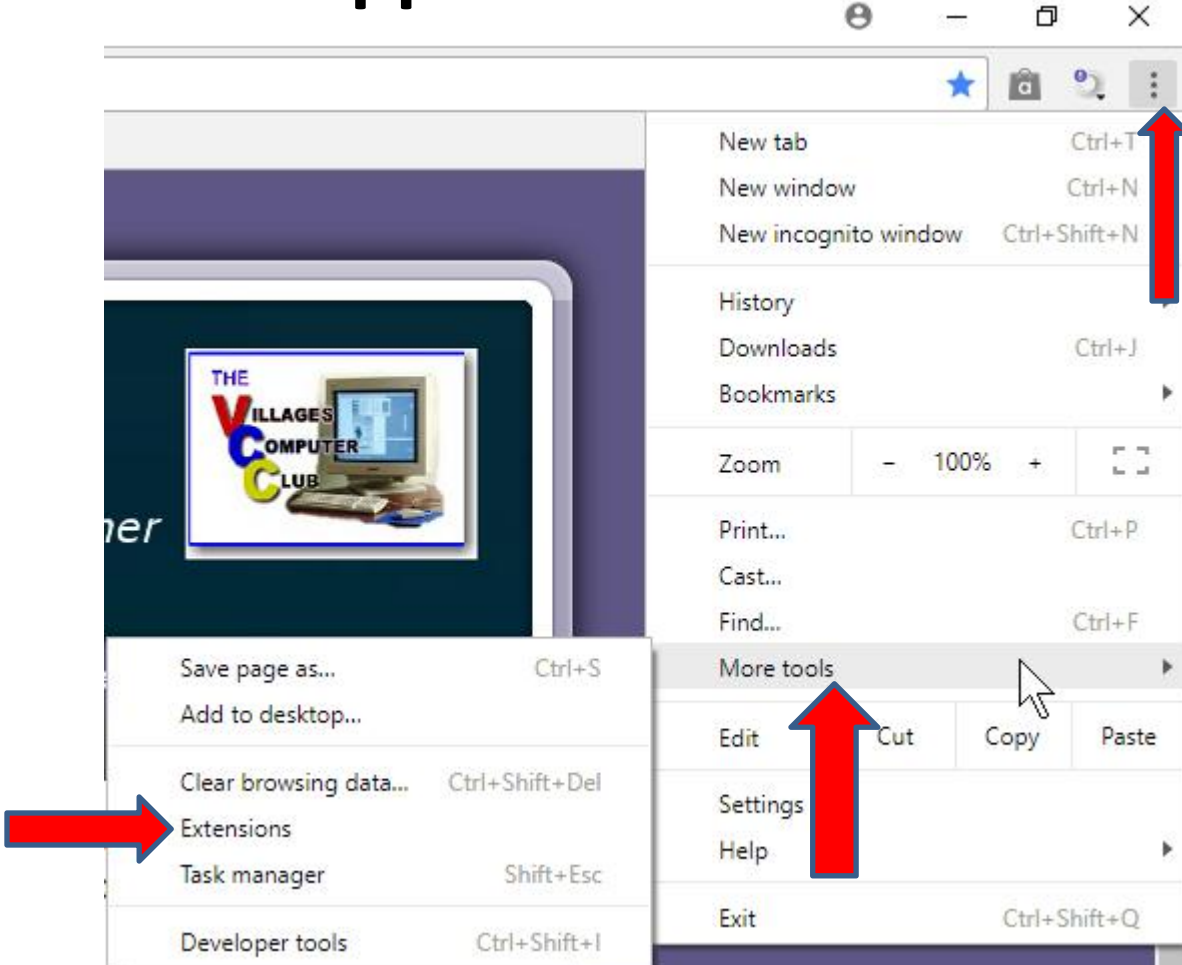 New tab Ctrl+T
New window Ctrl+N
New incognito window Ctrl+Shift+N
History
Downloads Ctrl+J
Bookmarks
Zoom - 100% +
Print... Ctrl+P
Cast...
Find... Ctrl+F
More tools
Edit Cut Copy Paste
Settings
Help
Exit Ctrl+Shift+Q
THE
VILLAGES
COMPUTER
CLUB
Save page as... Ctrl+S
Add to desktop...
Clear browsing data... Ctrl+Shift+Del
Extensions
Task manager Shift+Esc
Developer tools Ctrl+Shift+I